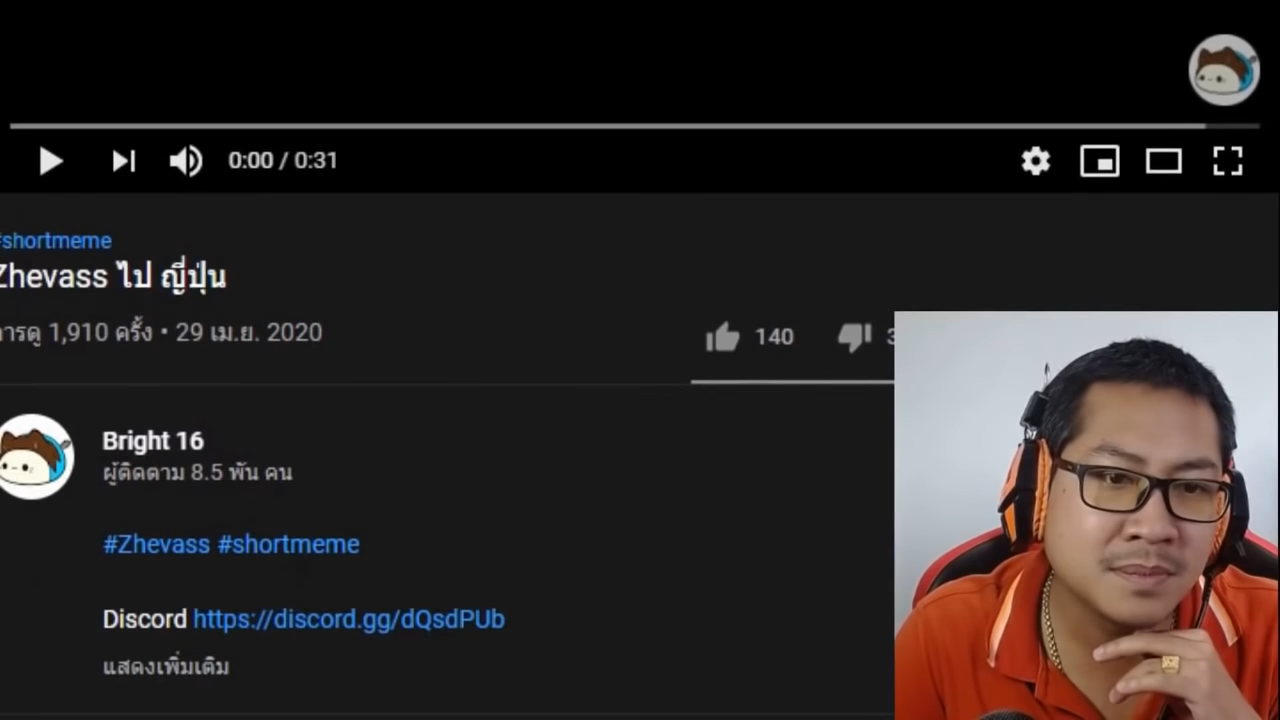 0:00 / 0:31
#shortmeme
Zhevass ไป ญี่ปุ่น
การดู 1,910 ครั้ง • 29 เม.ย. 2020
140
3
Bright 16
ผู้ติดตาม 8.5 พัน คน
#Zhevass #shortmeme
Discord https://discord.gg/dQsdPUb
แสดงเพิ่มเติม